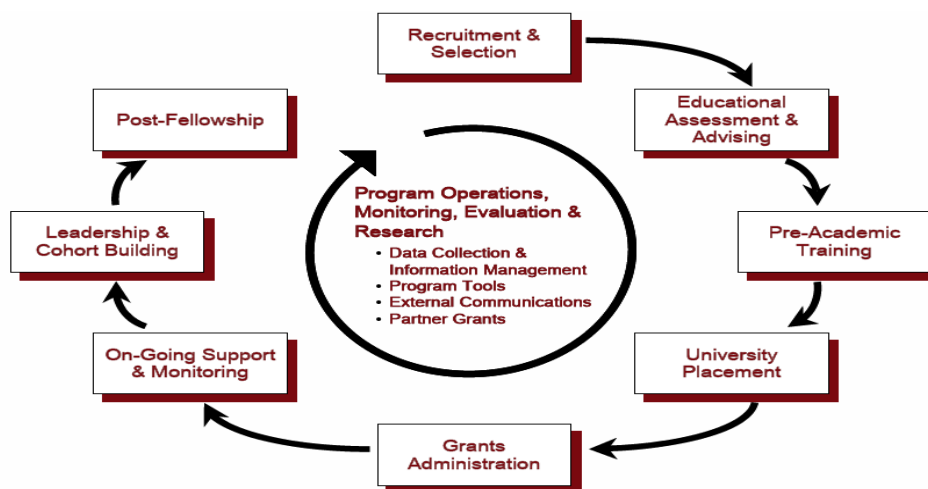 Recruitment &
Selection
Educational
Assessment &
Advising
Pre-Academic
Training
University
Placement
Grants
Administration
On-Going Support
& Monitoring
Leadership &
Cohort Building
Post-Fellowship
Program Operations,
Monitoring, Evaluation &
Research
• Data Collection &
Information Management
• Program Tools
• External Communications
• Partner Grants